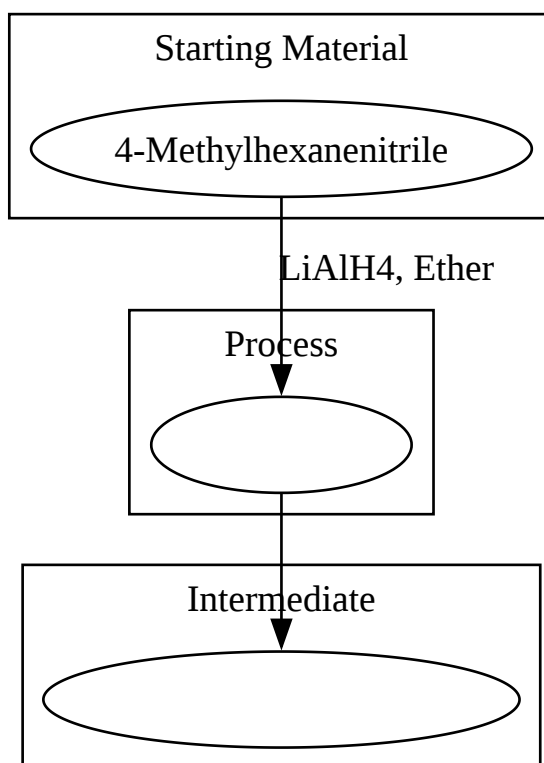 Starting Material
4-Methylhexanenitrile
LiAlH4, Ether
Process
Intermediate